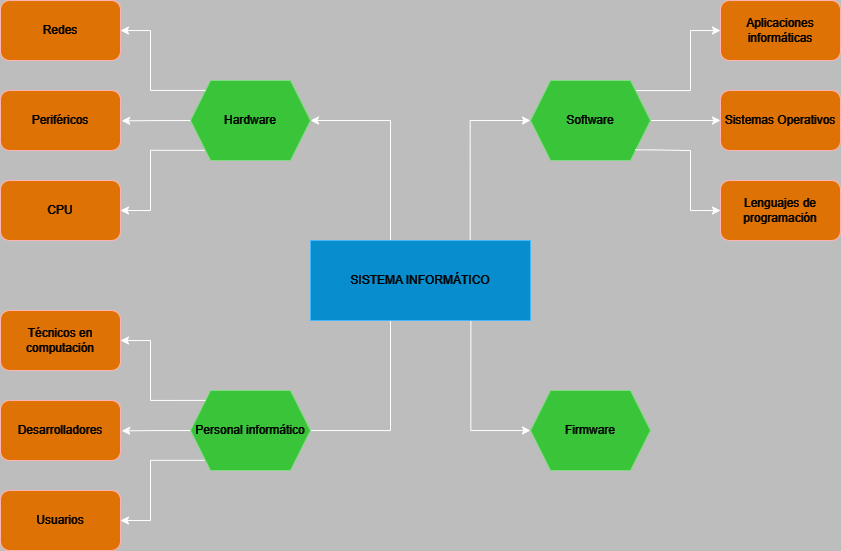 Redes
Aplicaciones
informáticas
Periféricos
Hardware
Software
Sistemas Operativos
CPU
Lenguajes de
programación
SISTEMA INFORMÁTICO
Técnicos en
computación
Desarrolladores
Personal informático
Firmware
Usuarios